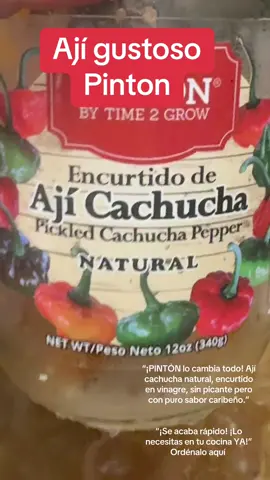 Ají gustoso
Pinton
N®
BY TIME 2 GROW
Encurtido de
Ají Cachucha
Pickled Cachucha Pepper
NATURAL
NET WT/Peso Neto 12oz (340g)
"¡PINTÓN lo cambia todo! Ají
cachucha natural, encurtido
en vinagre, sin picante pero
con puro sabor caribeño."
"¡Se acaba rápido! ¡Lo
necesitas en tu cocina YA!"
Ordénalo aquí